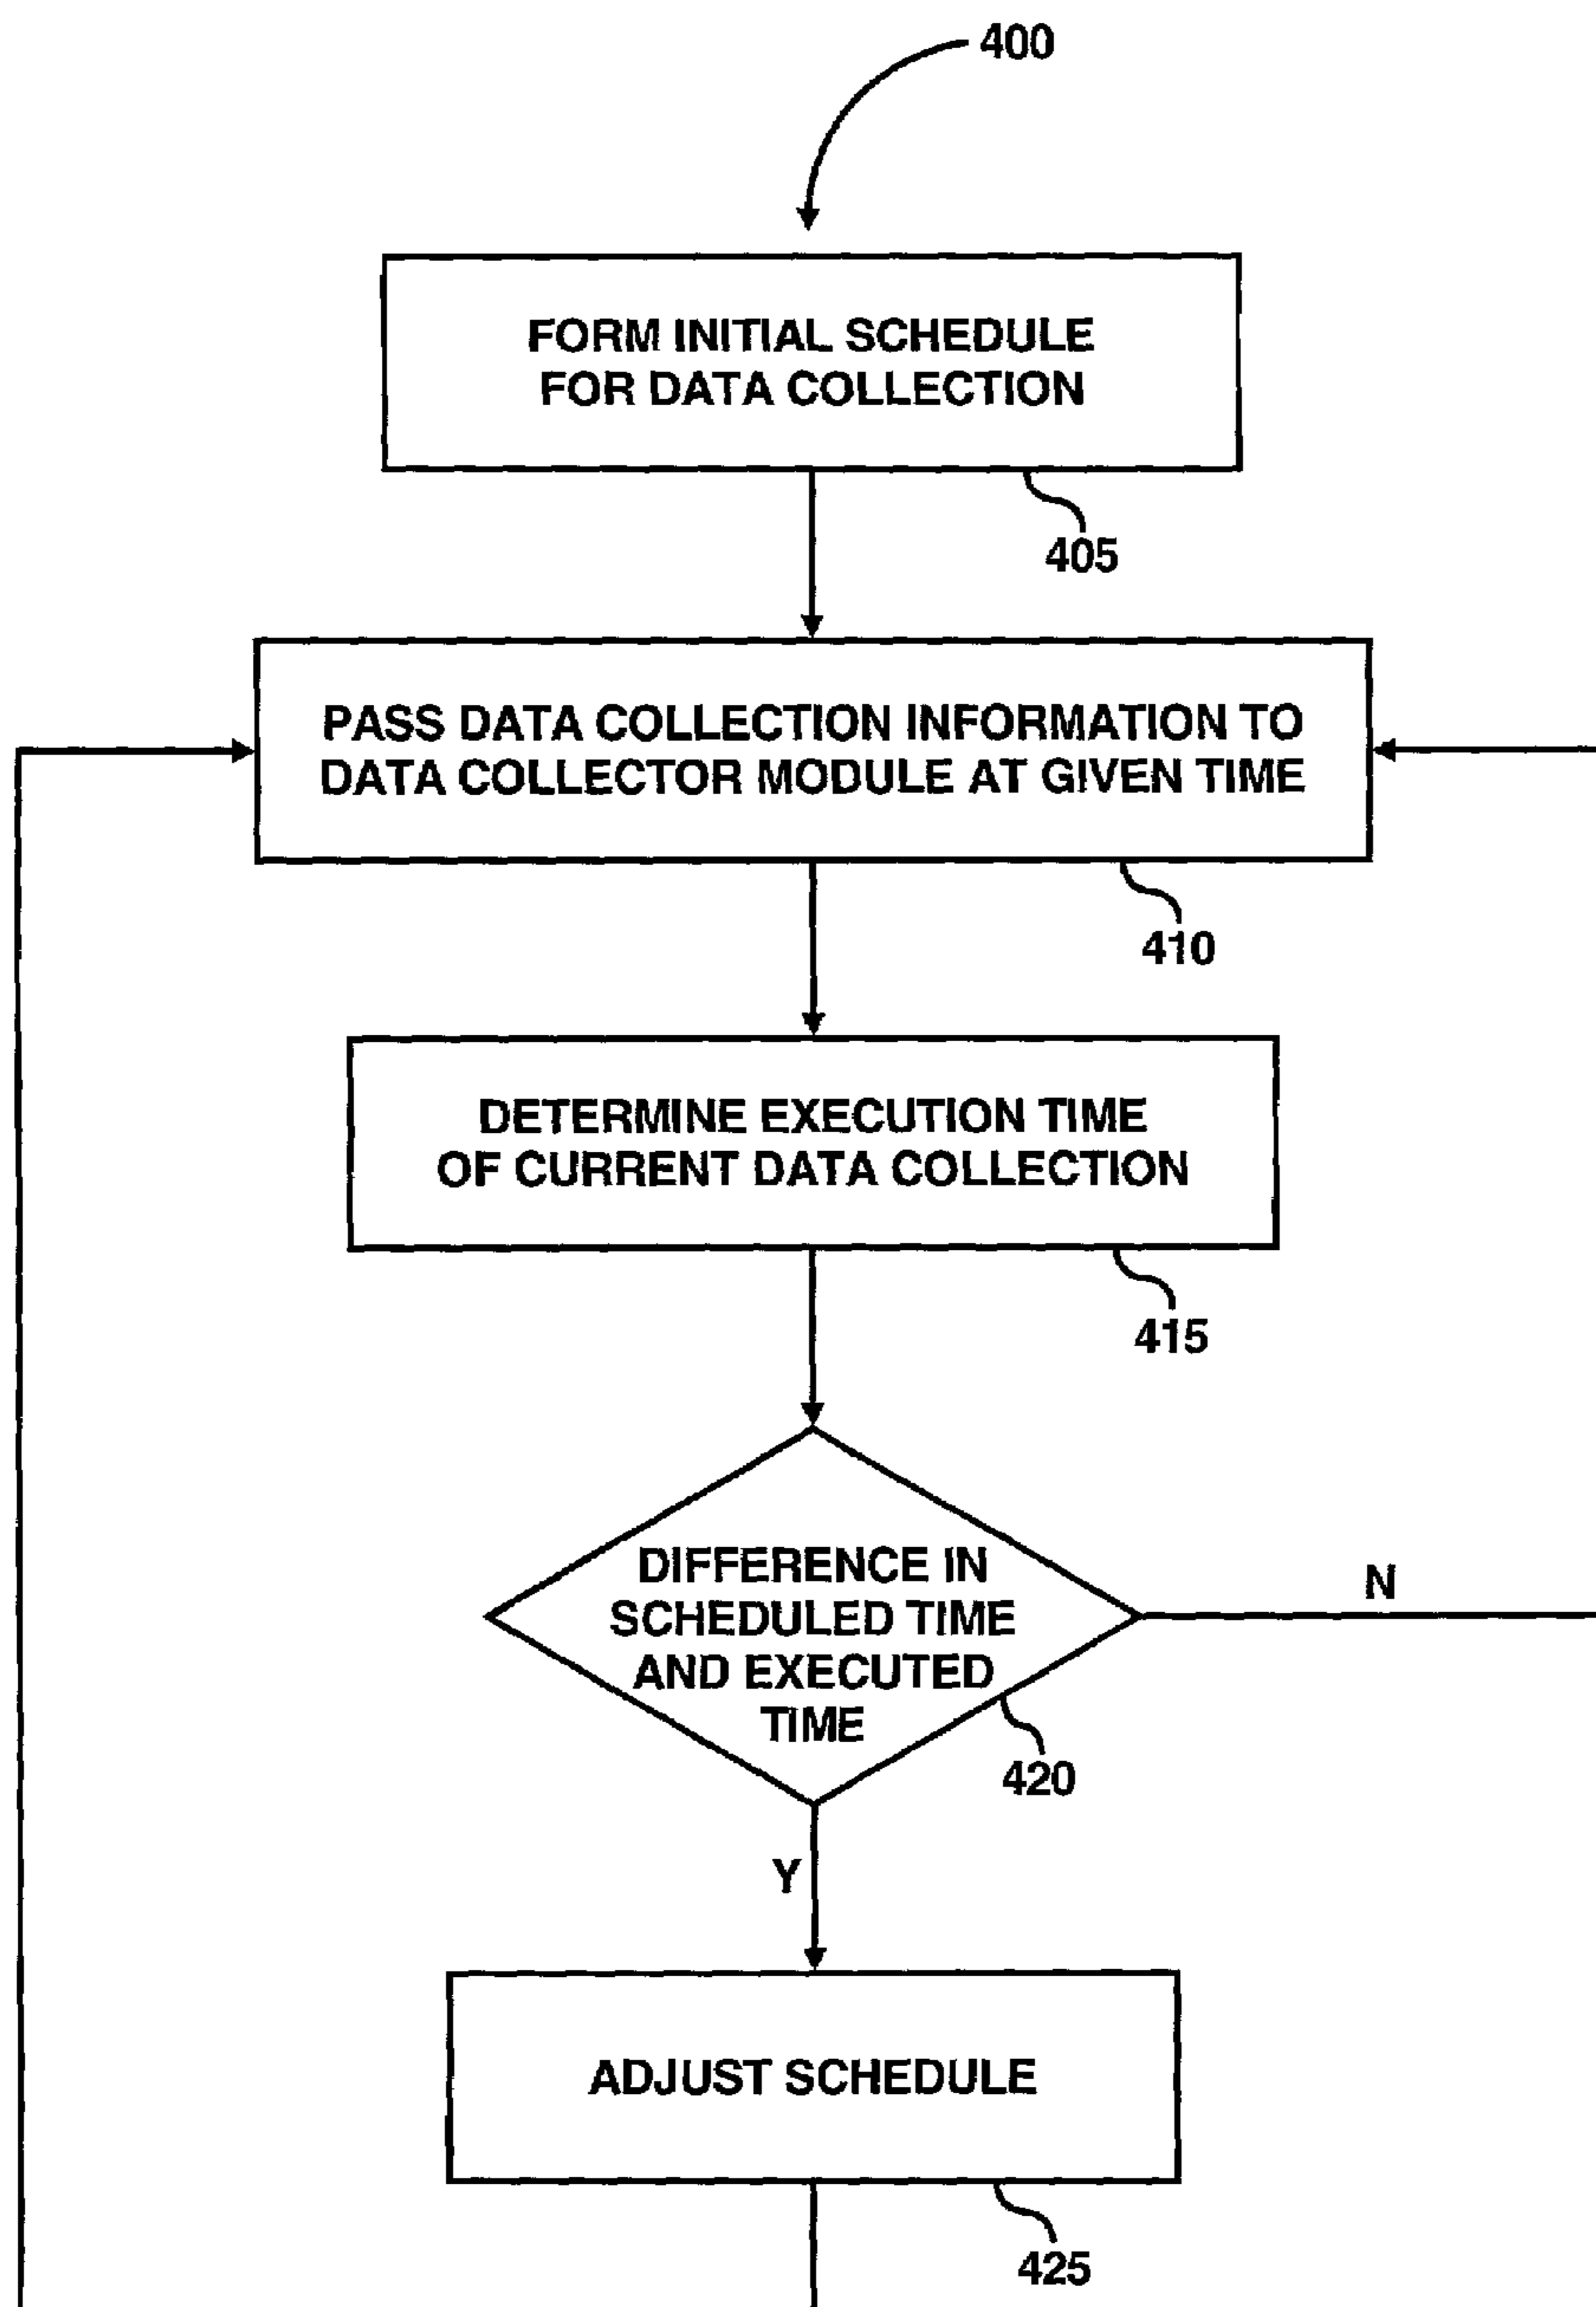 400
FORM INITIAL SCHEDULE
FOR DATA COLLECTION
405
PASS DATA COLLECTION INFORMATION TO
DATA COLLECTOR MODULE AT GIVEN TIME
410
DETERMINE EXECUTION TIME
OF CURRENT DATA COLLECTION
415
DIFFERENCE IN
SCHEDULED TIME
AND EXECUTED
TIME
N
420
Y
ADJUST SCHEDULE
425